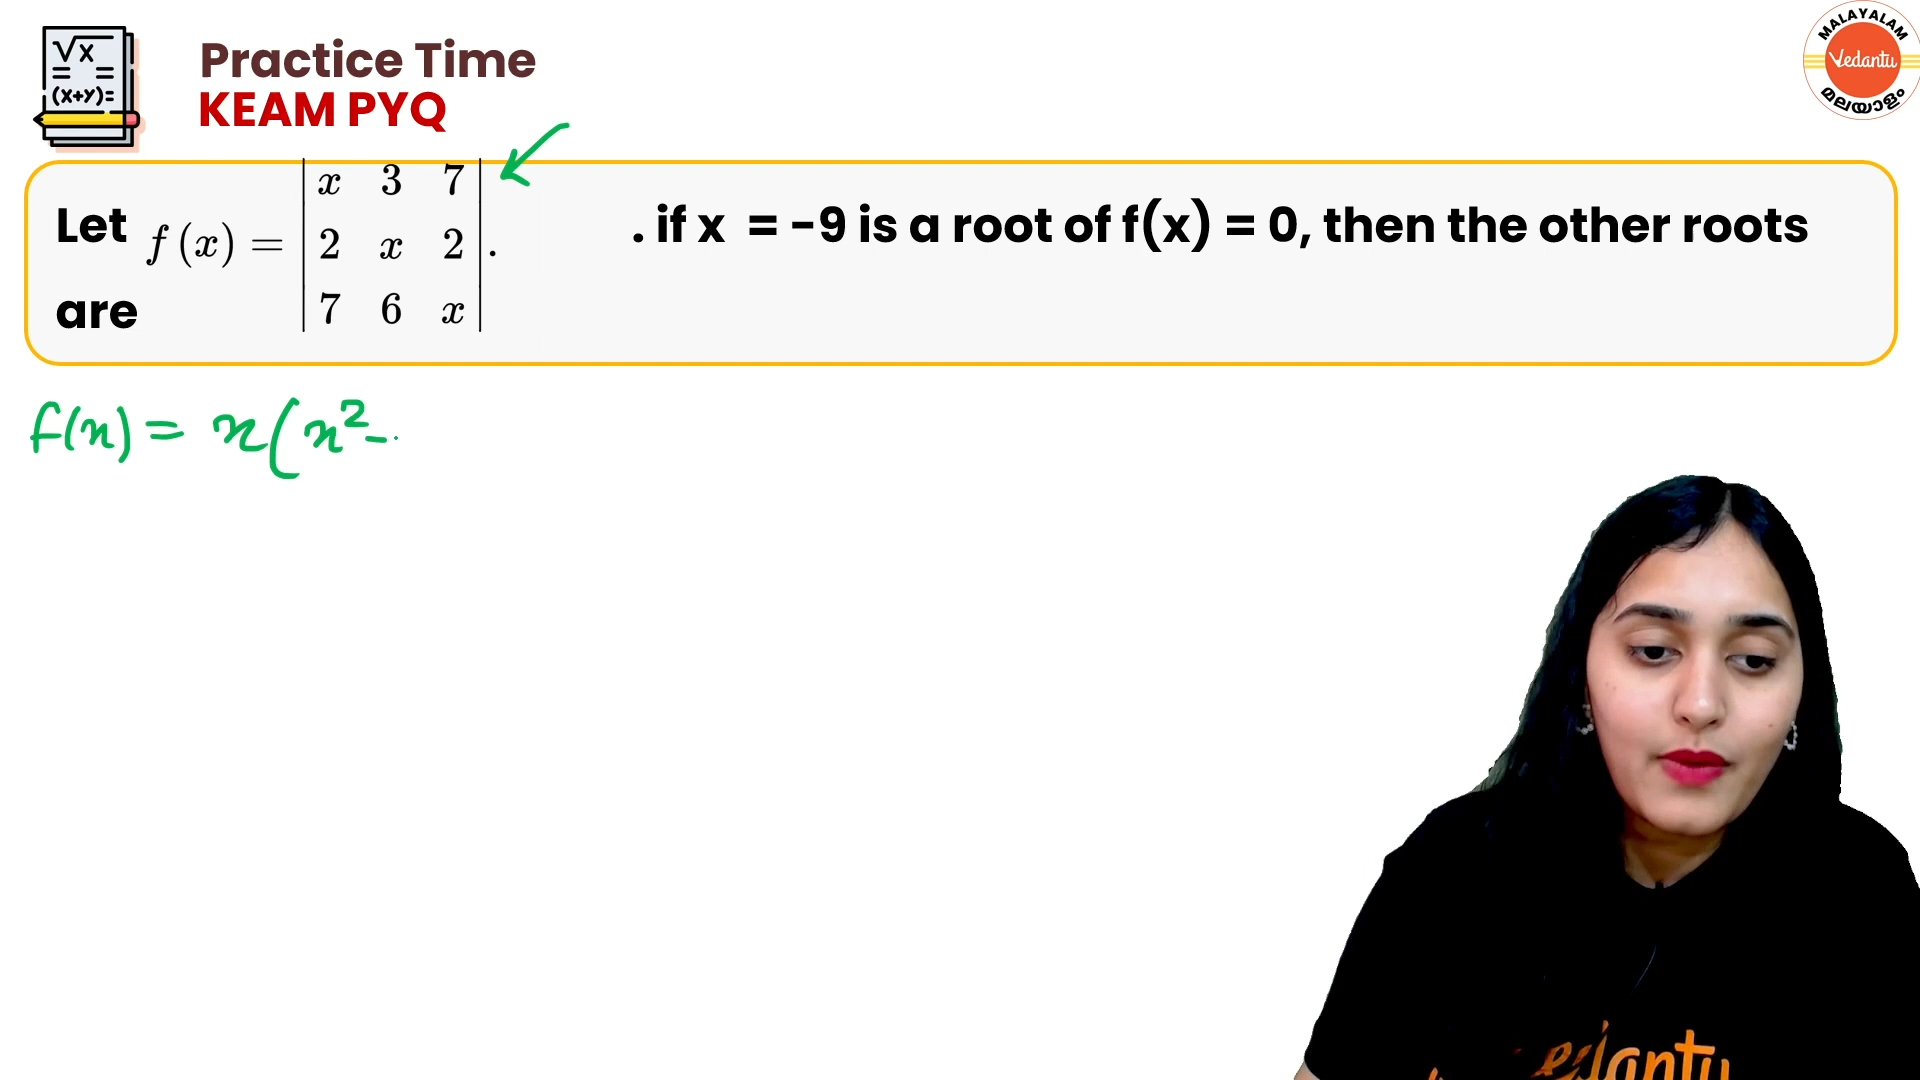 √x
= =
(x+y)=
Practice Time
KEAM PYQ
MALAYALAM
Vedantu
മലയാളം
Let f(x) = | x 3 7 | . if x = -9 is a root of f(x) = 0, then the other roots
| 2 x 2 |.
| 7 6 x |
are
f(x) = x(x² -
Vedantu